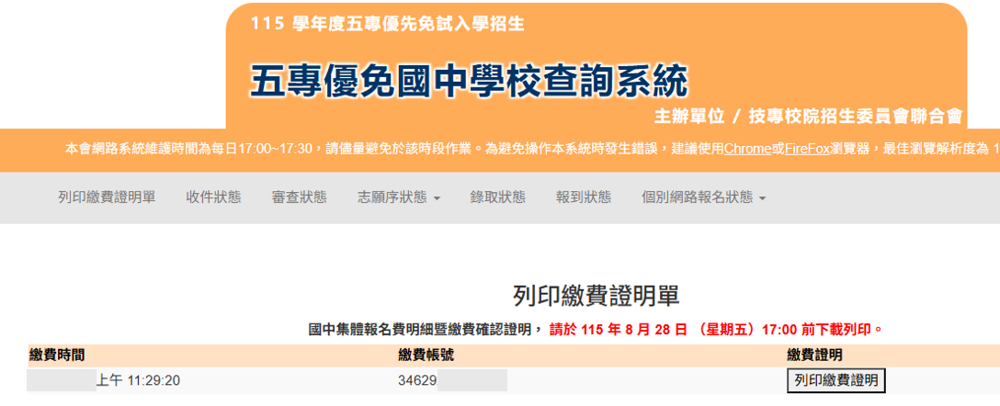 115 學年度五專優先免試入學招生
五專優免國中學校查詢系統
主辦單位 / 技專校院招生委員會聯合會
本會網路系統維護時間為每日17:00~17:30，請儘量避免於該時段作業。為避免操作本系統時發生錯誤，建議使用Chrome或FireFox瀏覽器，最佳瀏覽解析度為 1
列印繳費證明單 收件狀態 審查狀態 志願序狀態 錄取狀態 報到狀態 個別網路報名狀態
列印繳費證明單
國中集體報名費明細暨繳費確認證明， 請於 115 年 8 月 28 日 （星期五）17:00 前下載列印。
繳費時間 繳費帳號 繳費證明
上午 11:29:20 34629 列印繳費證明